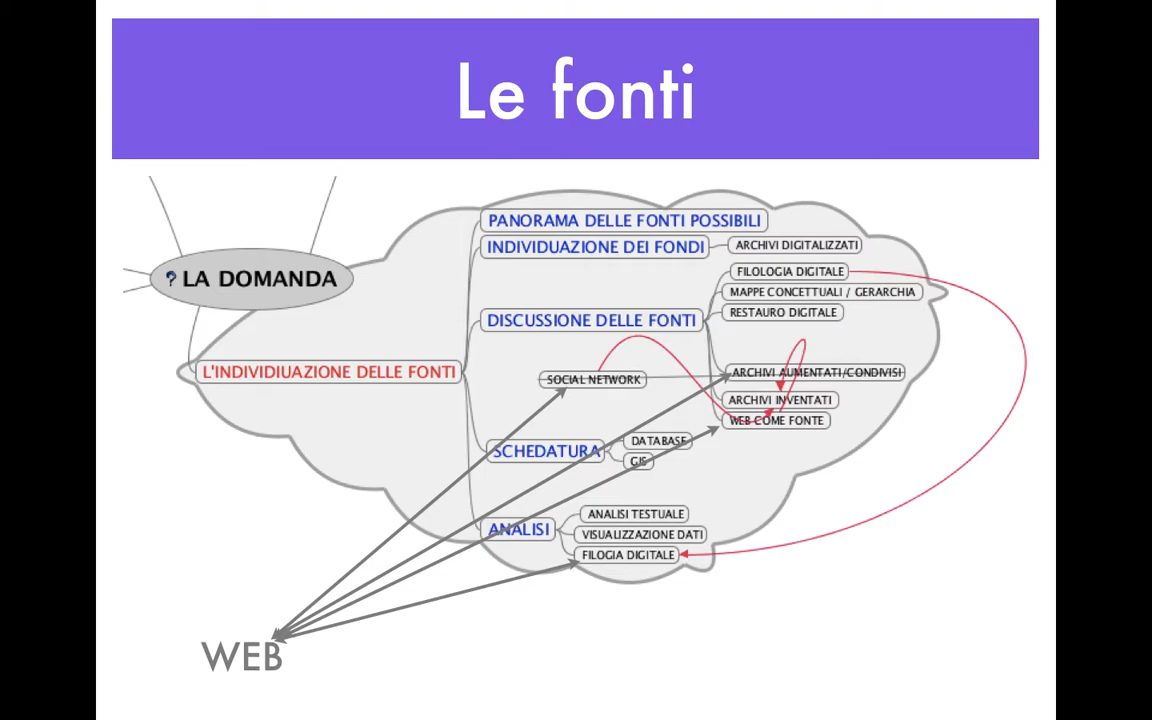 Le fonti
? LA DOMANDA
L'INDIVIDIUAZIONE DELLE FONTI
PANORAMA DELLE FONTI POSSIBILI
INDIVIDUAZIONE DEI FONDI
ARCHIVI DIGITALIZZATI
DISCUSSIONE DELLE FONTI
FILOLOGIA DIGITALE
MAPPE CONCETTUALI / GERARCHIA
RESTAURO DIGITALE
SOCIAL NETWORK
ARCHIVI AUMENTATI/CONDIVISI
ARCHIVI INVENTATI
WEB COME FONTE
SCHEDATURA
DATABASE
GIS
ANALISI
ANALISI TESTUALE
VISUALIZZAZIONE DATI
FILOGIA DIGITALE
WEB